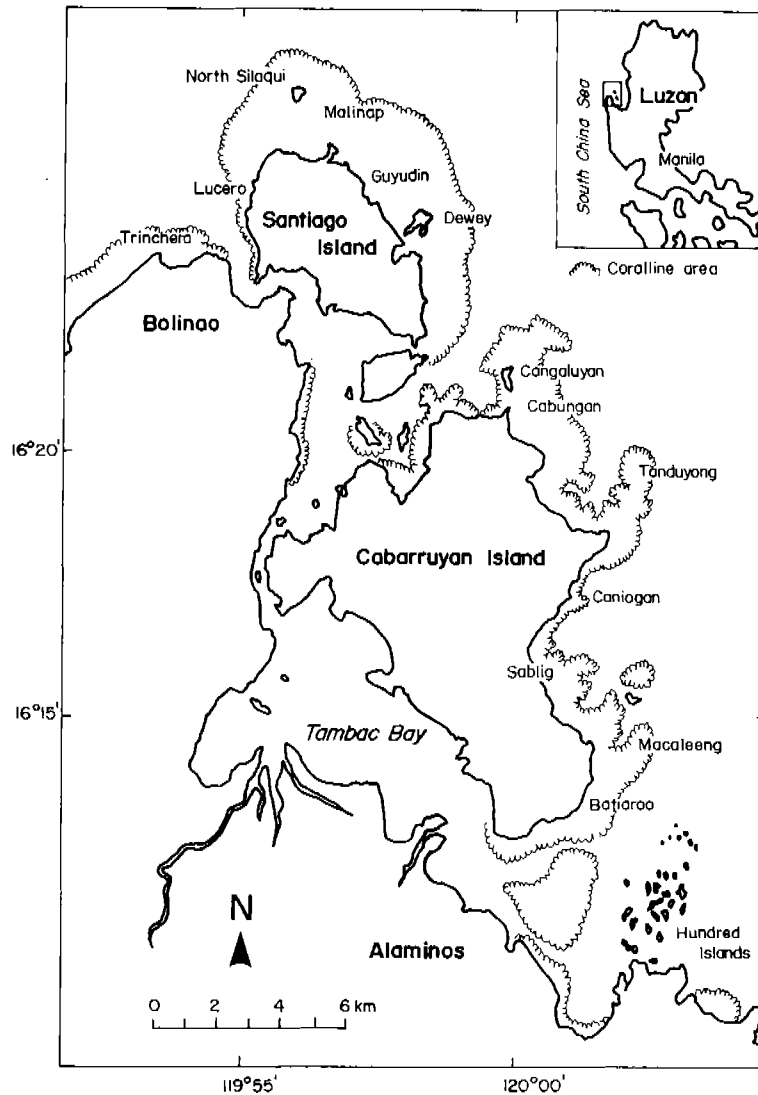 North Silaqui
Malinap
Guyudin
Lucero
Santiago
Island
Dewey
Trinchera
Bolinao
South China Sea
Luzon
Manila
Coralline area
Cangaluyan
Cabungan
16°20'
Tanduyong
Cabarruyan Island
Caniogan
Sablig
16°15'
Tambac Bay
Macaleeng
Batiarao
N
Hundred
Islands
Alaminos
0 2 4 6 km
119°55'
120°00'